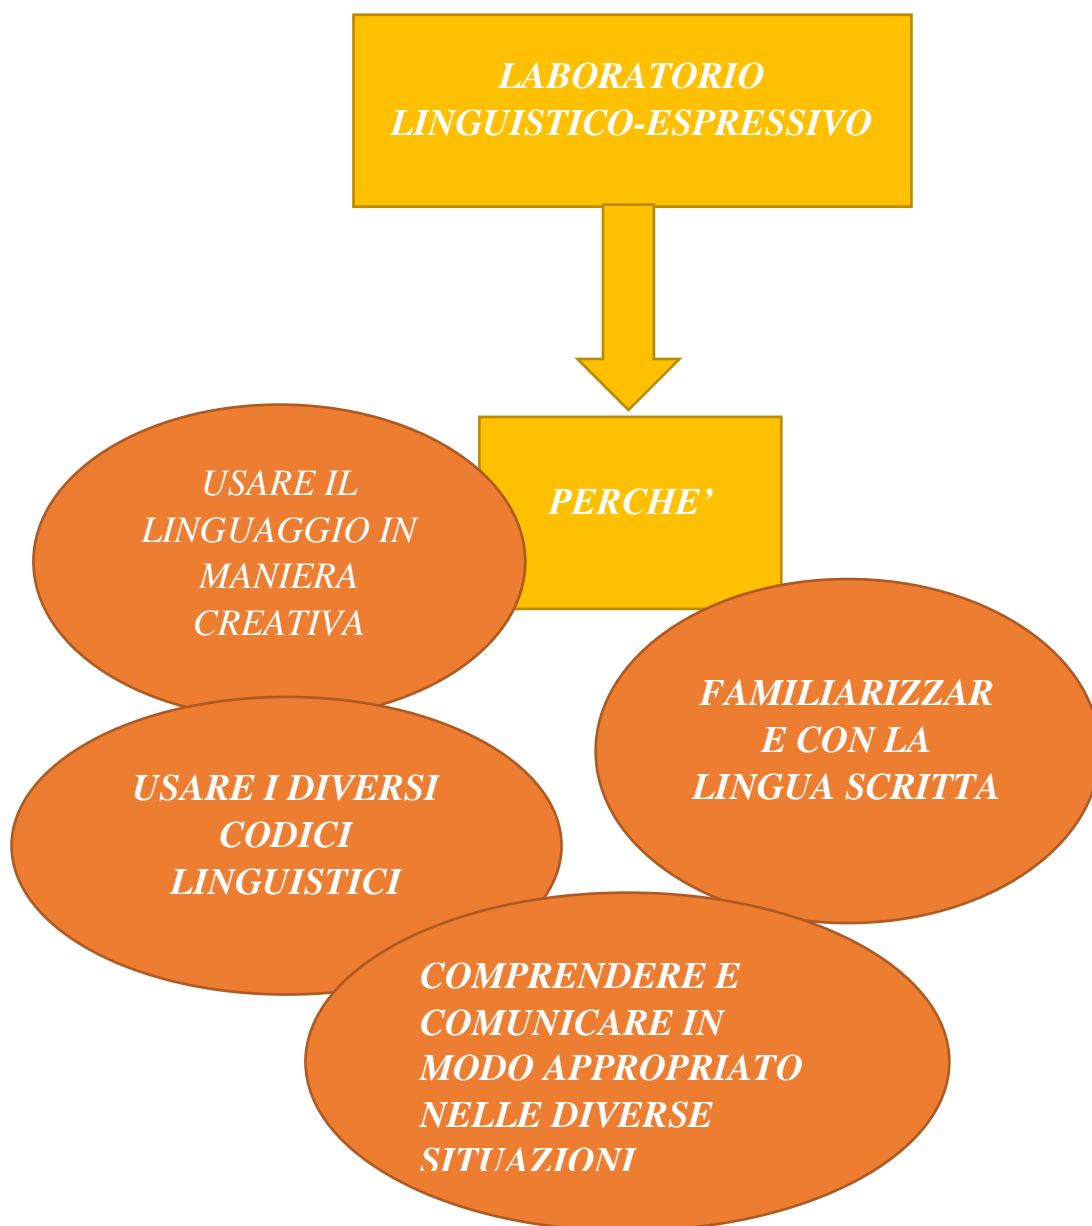 LABORATORIO
LINGUISTICO-ESPRESSIVO
PERCHE’
USARE IL
LINGUAGGIO IN
MANIERA
CREATIVA
FAMILIARIZZAR
E CON LA
LINGUA SCRITTA
USARE I DIVERSI
CODICI
LINGUISTICI
COMPRENDERE E
COMUNICARE IN
MODO APPROPRIATO
NELLE DIVERSE
SITUAZIONI